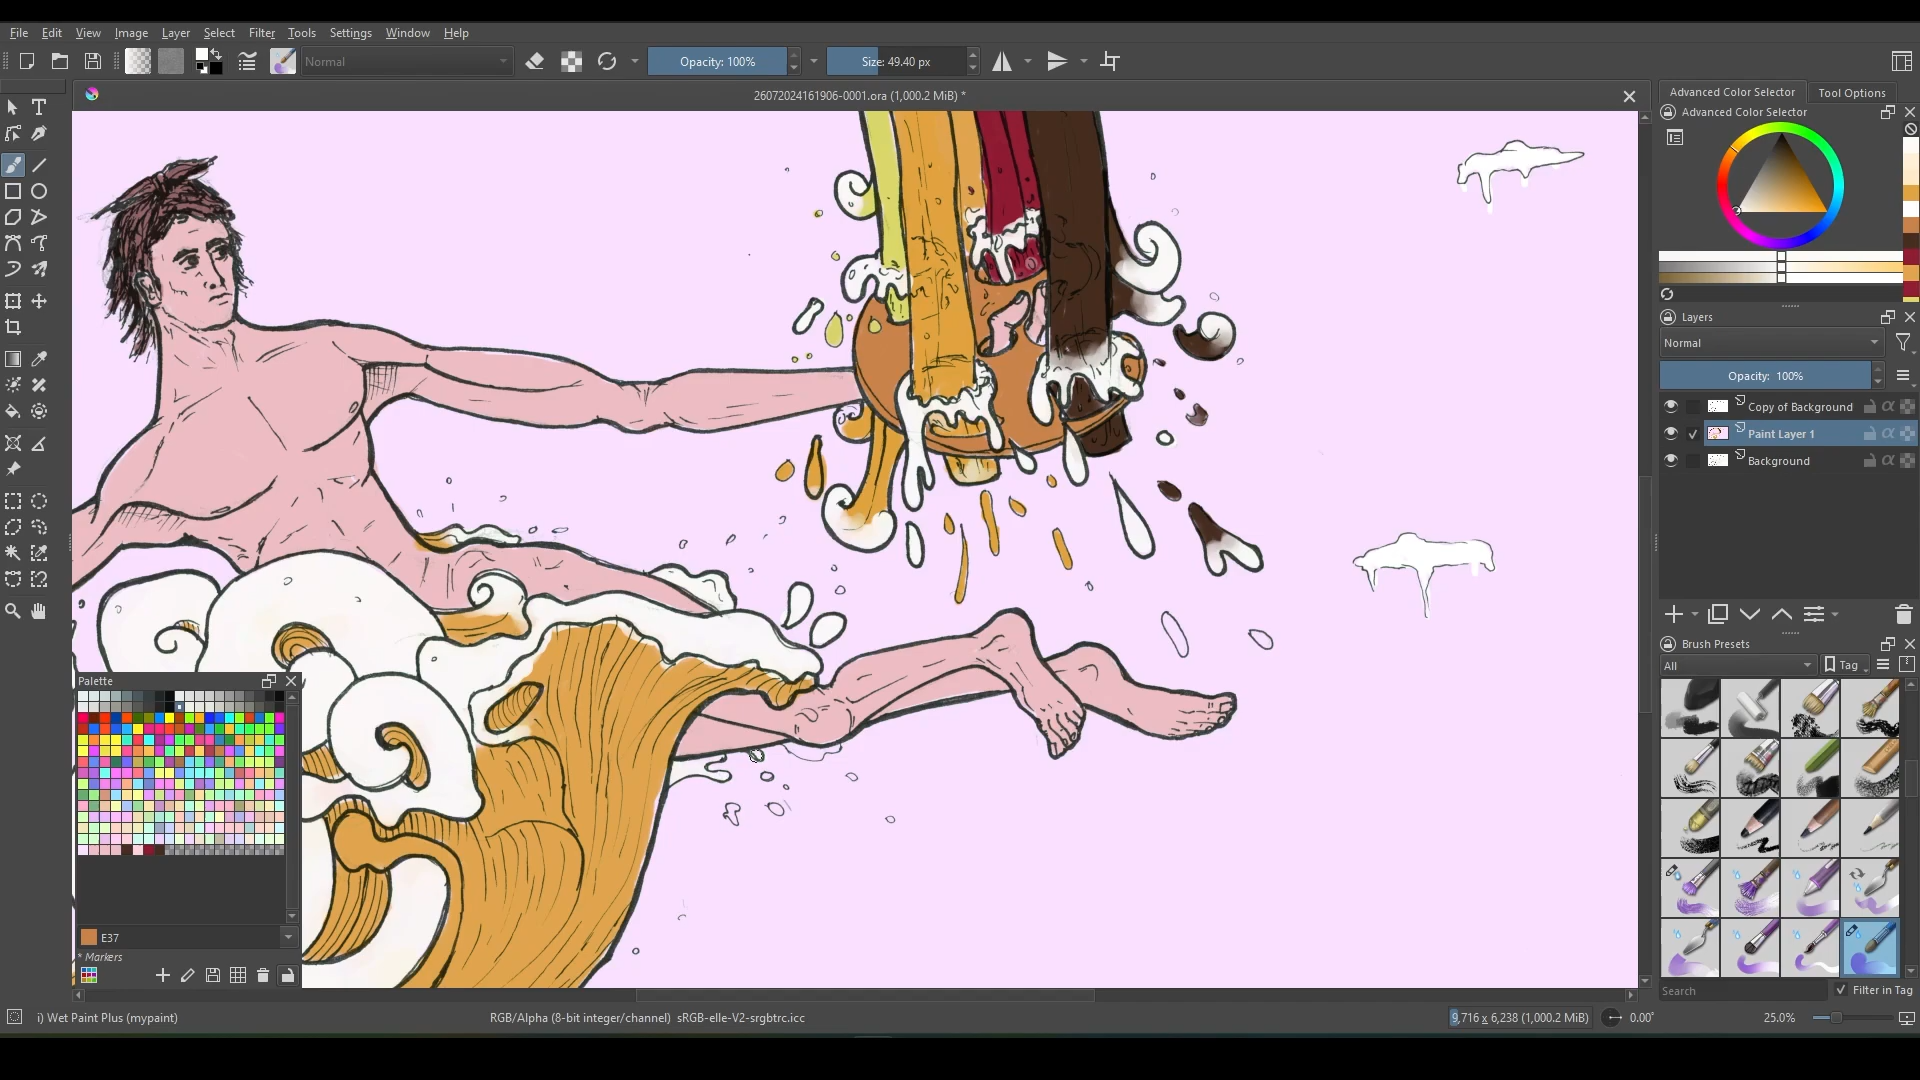 File Edit View Image Layer Select Filter Tools Settings Window Help
Normal
Opacity: 100%
Size: 49.40 px
26072024161906-0001.ora (1,000.2 MiB) *
Advanced Color Selector
Tool Options
Advanced Color Selector
Layers
Normal
Opacity: 100%
Copy of Background
Paint Layer 1
Background
Brush Presets
All
Tag
Palette
E37
* Markers
Search
Filter in Tag
i) Wet Paint Plus (mypaint)
RGB/Alpha (8-bit integer/channel) sRGB-elle-V2-srgbtrc.icc
9,716 x 6,238 (1,000.2 MiB)
0.00°
25.0%